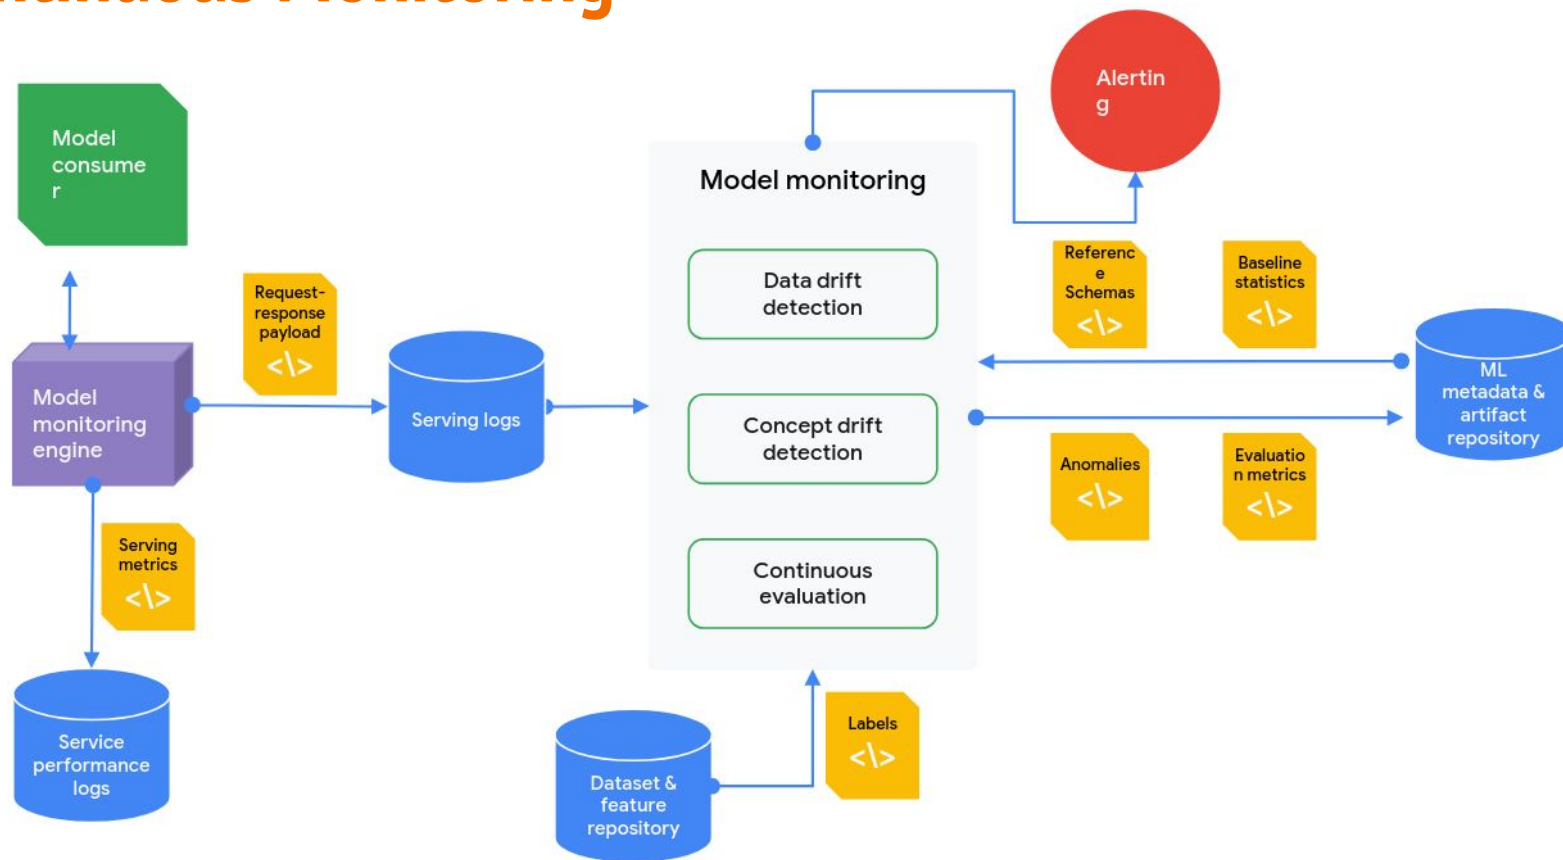 Monitoring
Alertin
g
Model
consume
r
Model monitoring
Request-
response
payload
<\>
Data drift
detection
Referenc
e
Schemas
<\>
Baseline
statistics
<\>
Model
monitoring
engine
Serving logs
Concept drift
detection
ML
metadata &
artifact
repository
Anomalies
<\>
Evaluatio
n metrics
<\>
Serving
metrics
<\>
Continuous
evaluation
Service
performance
logs
Dataset &
feature
repository
Labels
<\>